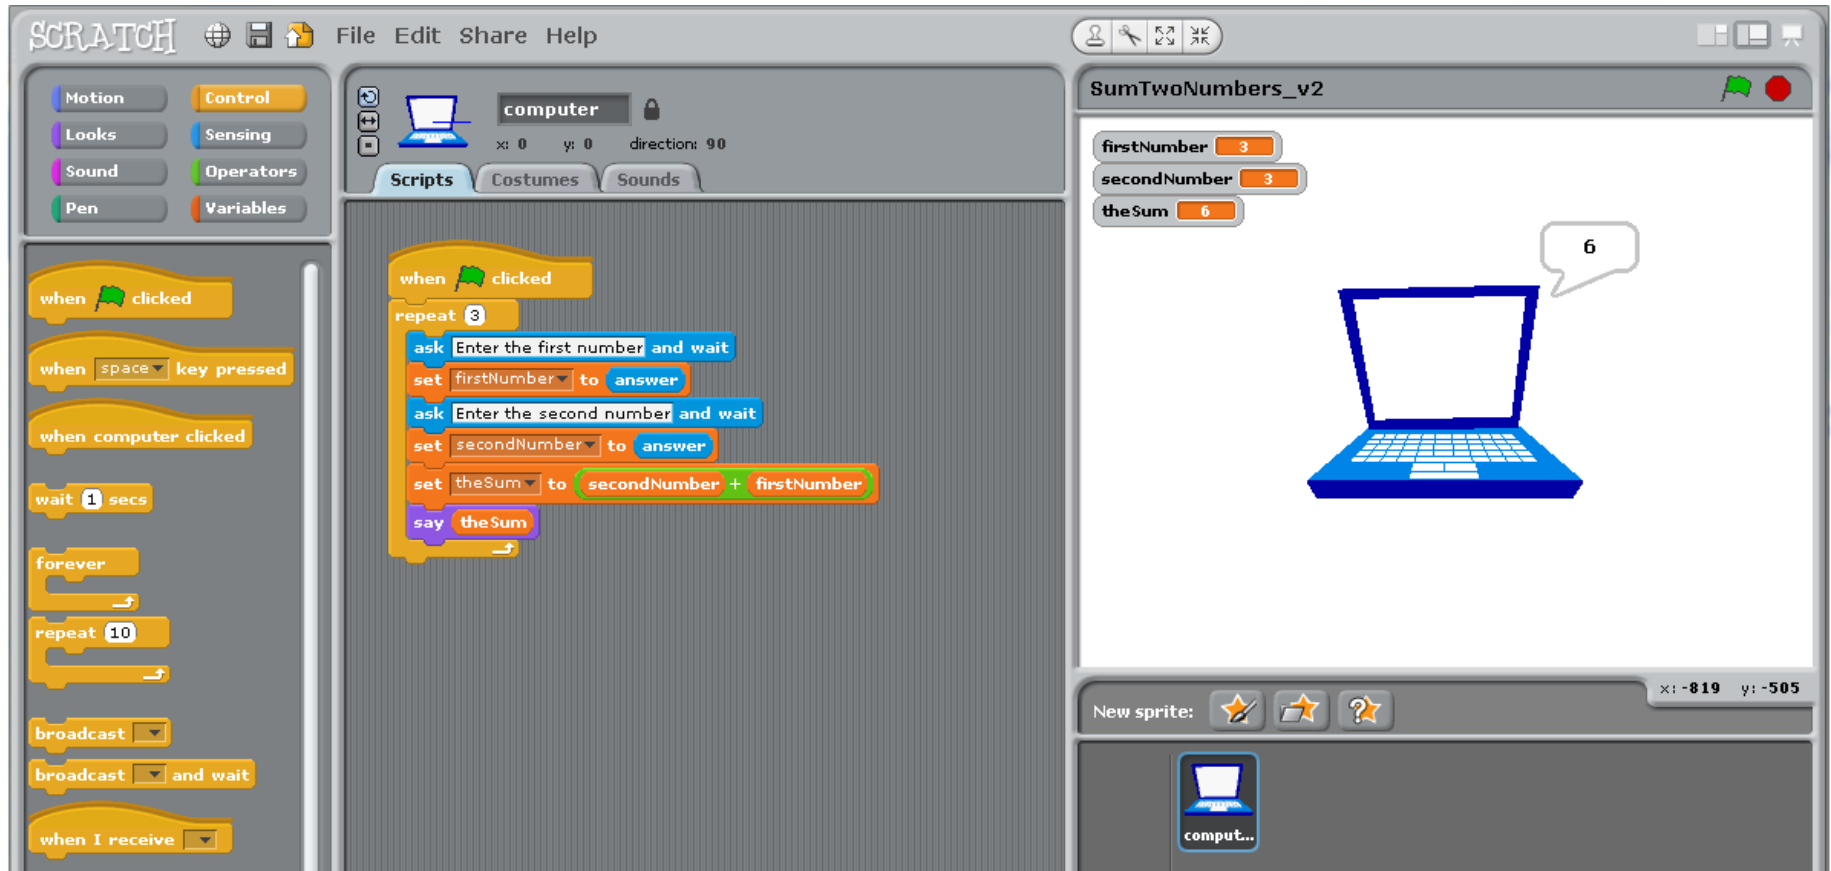 SCRATCH File Edit Share Help
Motion Control
Looks Sensing
Sound Operators
Pen Variables
when clicked
when space key pressed
when computer clicked
wait 1 secs
forever
repeat 10
broadcast
broadcast and wait
when I receive
computer
x: 0 y: 0 direction: 90
Scripts Costumes Sounds
when clicked
repeat 3
ask Enter the first number and wait
set firstNumber to answer
ask Enter the second number and wait
set secondNumber to answer
set theSum to secondNumber + firstNumber
say theSum
SumTwoNumbers_v2
firstNumber 3
secondNumber 3
theSum 6
6
x: -819 y: -505
New sprite:
comput...